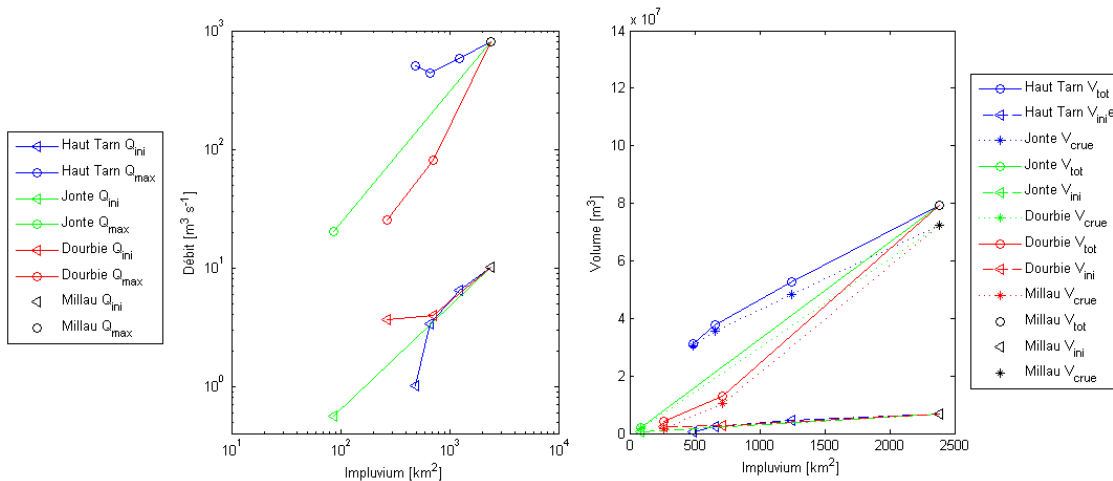 Haut Tarn Q_ini
Haut Tarn Q_max
Jonte Q_ini
Jonte Q_max
Dourbie Q_ini
Dourbie Q_max
Millau Q_ini
Millau Q_max
Débit [m^3 s^-1]
10^3
10^2
10^1
10^0
10^1 10^2 10^3 10^4
Impluvium [km^2]
x 10^7
Volume [m^3]
14
12
10
8
6
4
2
0
0 500 1000 1500 2000 2500
Impluvium [km^2]
Haut Tarn V_tot
Haut Tarn V_ini e
Jonte V_crue
Jonte V_tot
Jonte V_ini
Dourbie V_crue
Dourbie V_tot
Dourbie V_ini
Millau V_crue
Millau V_tot
Millau V_ini
Millau V_crue